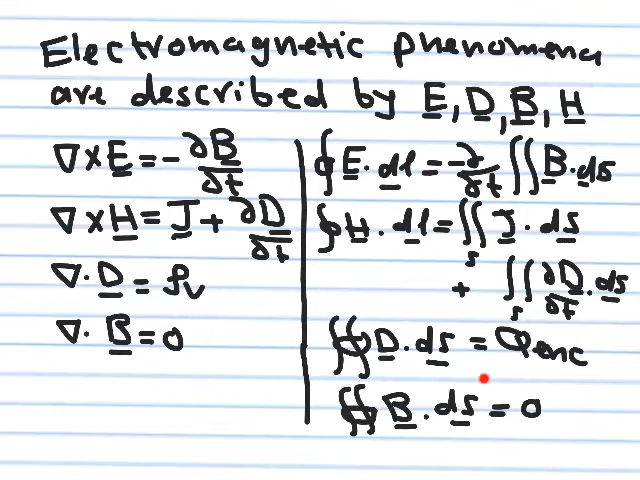 Electromagnetic phenomena
are described by E, D, B, H
∇ × E = - ∂B/∂t
∇ × H = J + ∂D/∂t
∇ · D = ρv
∇ · B = 0
∮ E · dl = -∂/∂t ∬ B · ds
∮ H · dl = ∬s J · ds
+ ∬s ∂D/∂t · ds
∯ D · ds = Qenc
∯ B · ds = 0